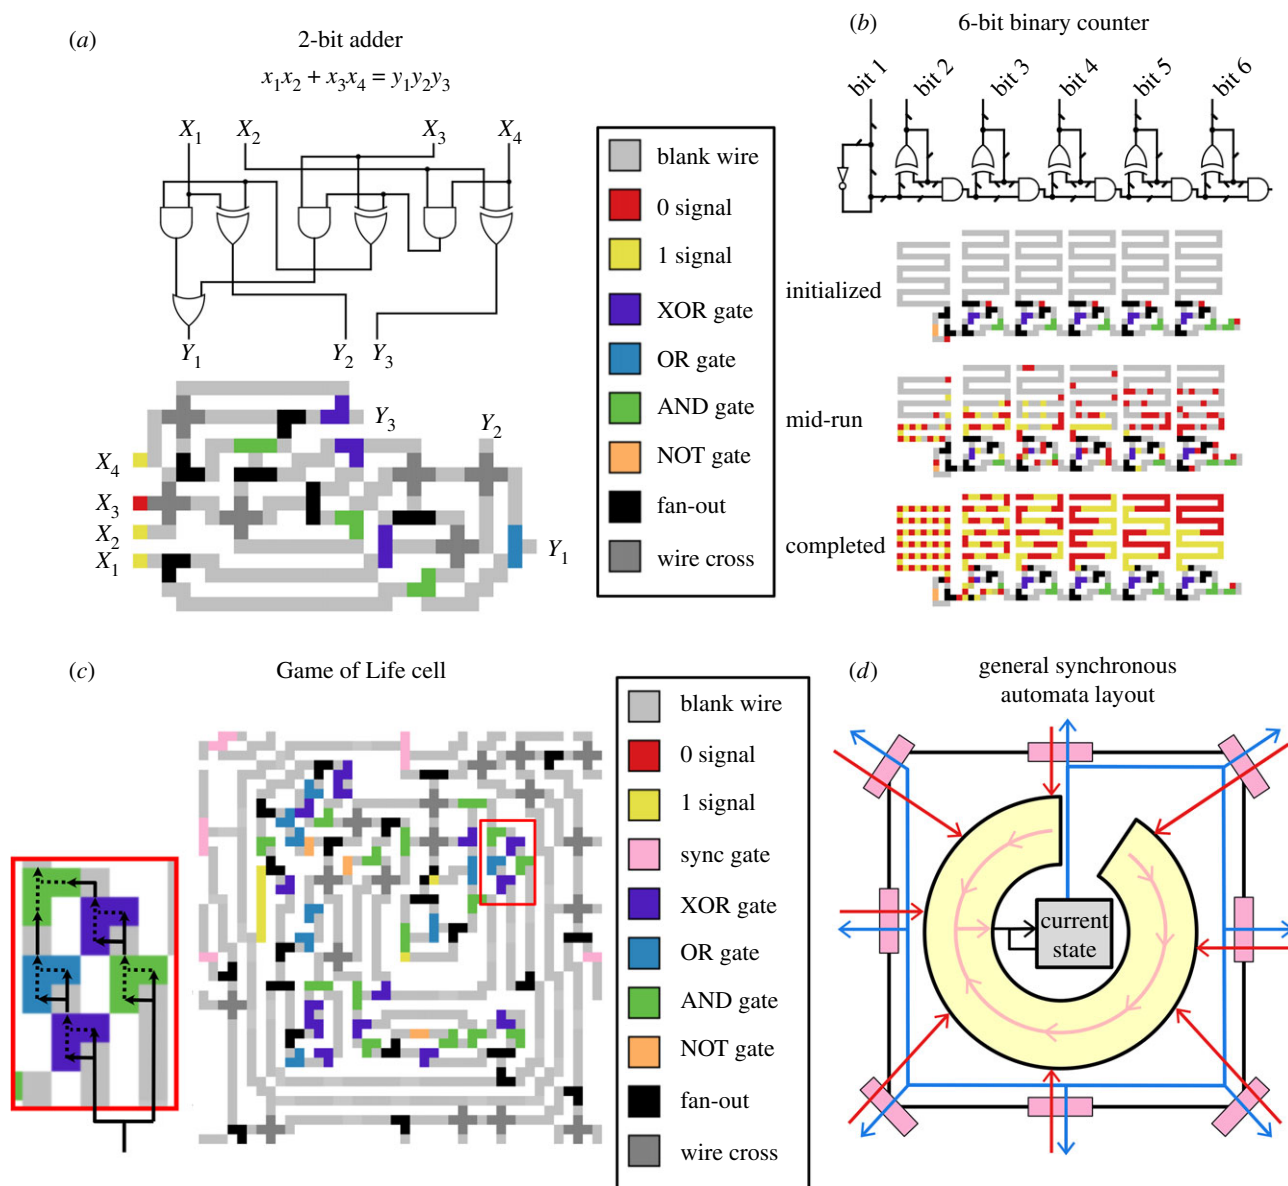 (a)
2-bit adder
x1x2 + x3x4 = y1y2y3
X1
X2
X3
X4
Y1
Y2
Y3
X4
X3
X2
X1
Y3
Y2
Y1
blank wire
0 signal
1 signal
XOR gate
OR gate
AND gate
NOT gate
fan-out
wire cross
(b)
6-bit binary counter
bit 1
bit 2
bit 3
bit 4
bit 5
bit 6
initialized
mid-run
completed
(c)
Game of Life cell
blank wire
0 signal
1 signal
sync gate
XOR gate
OR gate
AND gate
NOT gate
fan-out
wire cross
(d)
general synchronous
automata layout
current
state